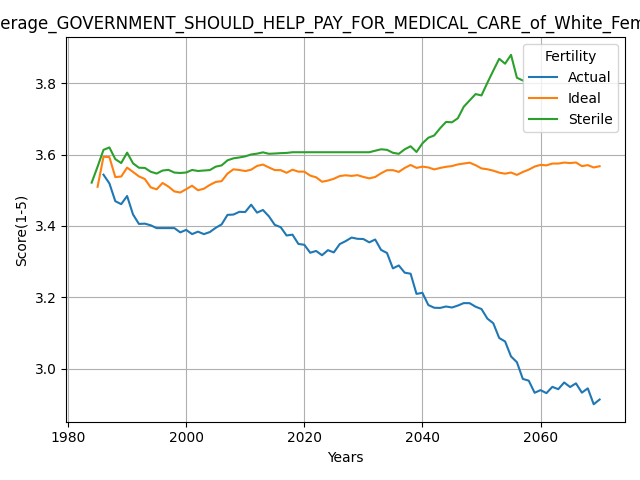 erage_GOVERNMENT_SHOULD_HELP_PAY_FOR_MEDICAL_CARE_of_White_Fem
Fertility
Actual
Ideal
Sterile
Score(1-5)
3.8
3.6
3.4
3.2
3.0
1980
2000
2020
2040
2060
Years